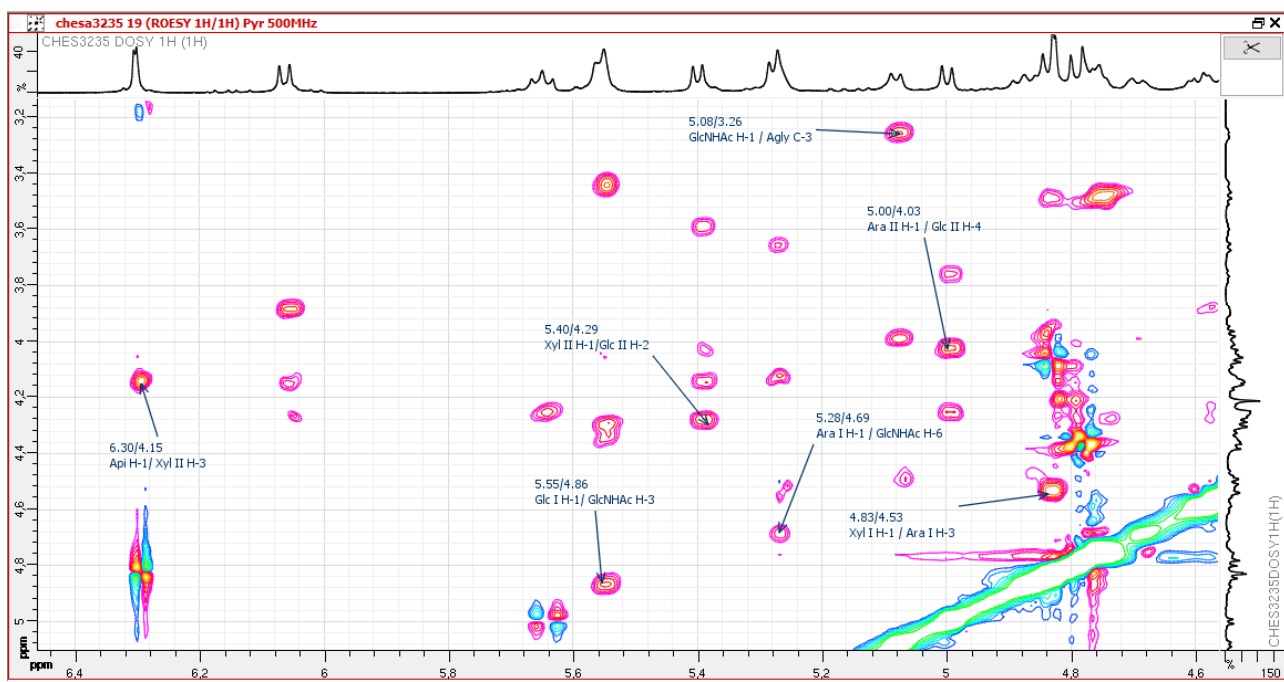 chesa3235 19 (ROESY 1H/1H) Pyr 500MHz
CHES3235 DOSY 1H (1H)
40
%
3,2
3,4
3,6
3,8
4
4,2
4,4
4,6
4,8
5
ppm
5.08/3.26
GlcNHAc H-1 / Agly C-3
5.00/4.03
Ara II H-1 / Glc II H-4
5.40/4.29
Xyl II H-1/Glc II H-2
5.28/4.69
Ara I H-1 / GlcNHAc H-6
6.30/4.15
Api H-1/ Xyl II H-3
5.55/4.86
Glc I H-1/ GlcNHAc H-3
4.83/4.53
Xyl I H-1 / Ara I H-3
CHES3235DOSY1H(1H)
ppm
6,4
6,2
6
5,8
5,6
5,4
5,2
5
4,8
4,6
%
150